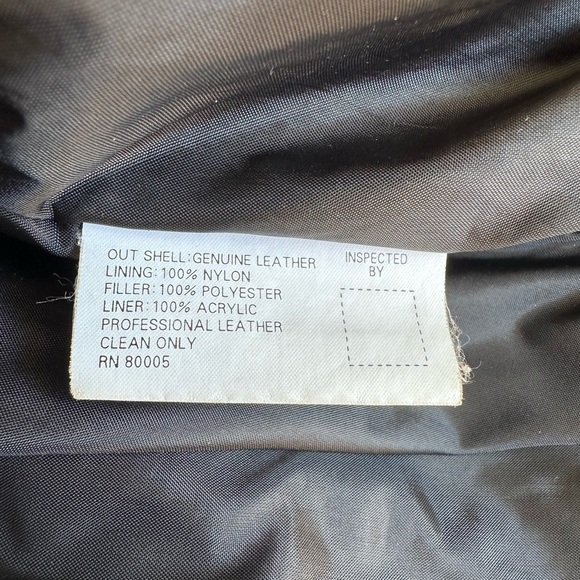 OUT SHELL:GENUINE LEATHER
LINING:100% NYLON
FILLER:100% POLYESTER
LINER:100% ACRYLIC
PROFESSIONAL LEATHER
CLEAN ONLY
RN 80005
INSPECTED
BY